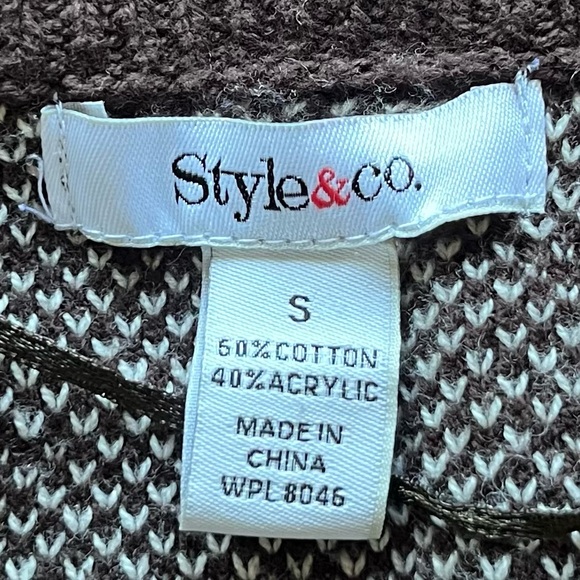 Style&co.
S
60%COTTON
40%ACRYLIC
MADE IN
CHINA
WPL 8046